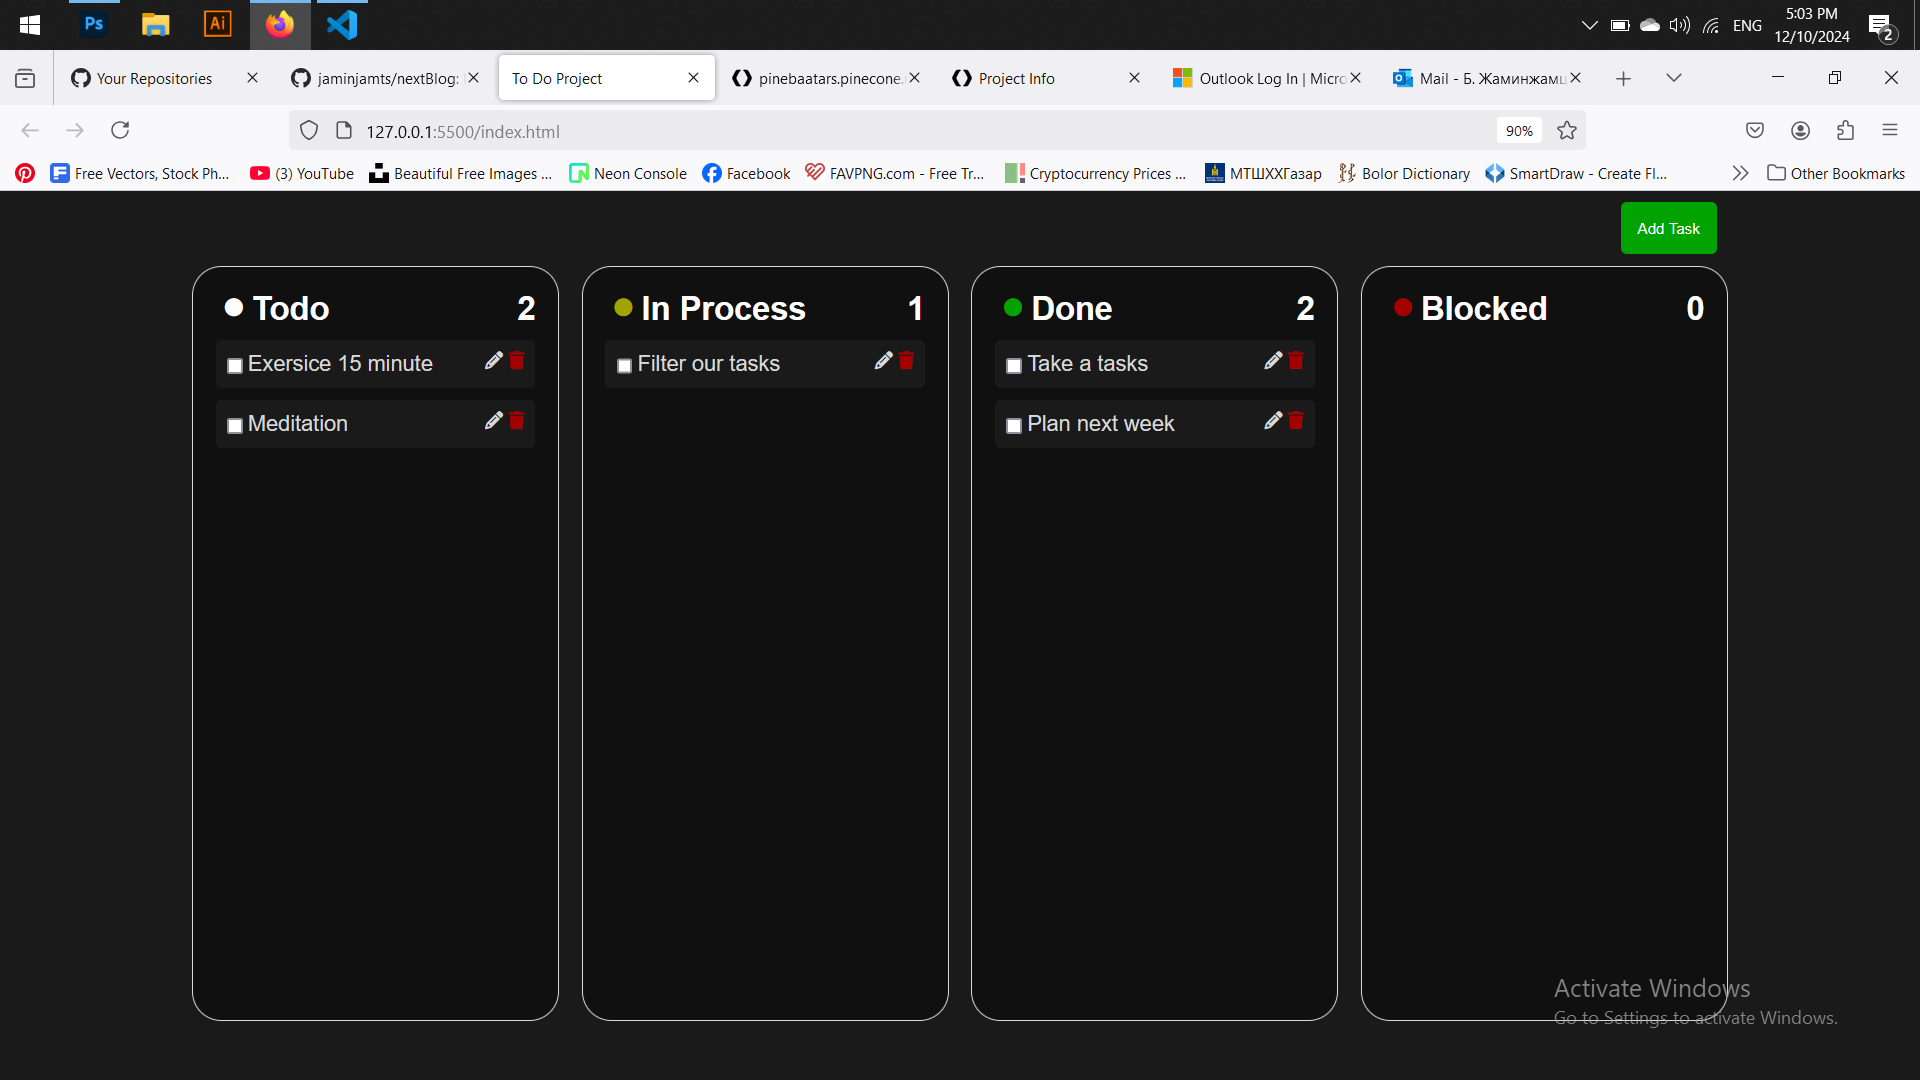 Ps
Ai
ENG
5:03 PM
12/10/2024
2
Your Repositories
jaminjamts/nextBlog:
To Do Project
pinebaatars.pinecone.
Project Info
Outlook Log In | Micro
Mail - Б. Жаминжамц
127.0.0.1:5500/index.html
90%
Free Vectors, Stock Ph...
(3) YouTube
Beautiful Free Images ...
Neon Console
Facebook
FAVPNG.com - Free Tr...
Cryptocurrency Prices ...
МТШХХГазар
Bolor Dictionary
SmartDraw - Create Fl...
Other Bookmarks
Add Task
Todo 2
Exersice 15 minute
Meditation
In Process 1
Filter our tasks
Done 2
Take a tasks
Plan next week
Blocked 0
Activate Windows
Go to Settings to activate Windows.